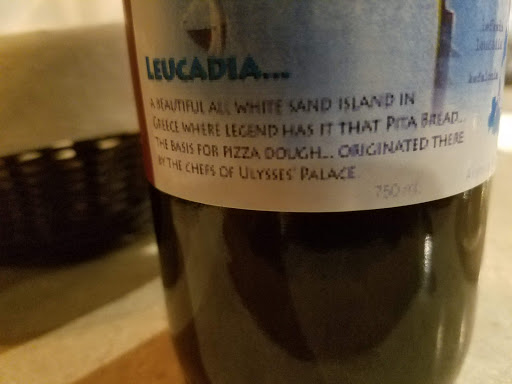 LEUCADIA...
A BEAUTIFUL ALL WHITE SAND ISLAND IN
GREECE WHERE LEGEND HAS IT THAT PITA BREAD...
THE BASIS FOR PIZZA DOUGH... ORIGINATED THERE
BY THE CHEFS OF ULYSSES' PALACE
750 mL